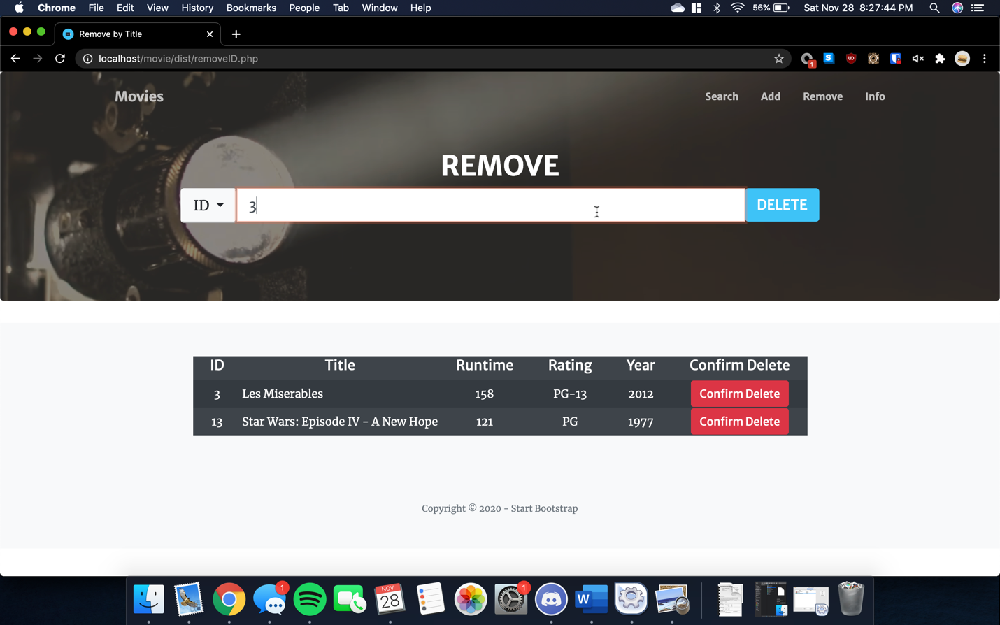 Chrome File Edit View History Bookmarks People Tab Window Help 56% Sat Nov 28 8:27:44 PM
Remove by Title
localhost/movie/dist/removeID.php
1
Movies Search Add Remove Info
REMOVE
ID 3 DELETE
ID Title Runtime Rating Year Confirm Delete
3 Les Miserables 158 PG-13 2012 Confirm Delete
13 Star Wars: Episode IV - A New Hope 121 PG 1977 Confirm Delete
Copyright © 2020 - Start Bootstrap
1 NOV 28 1 W